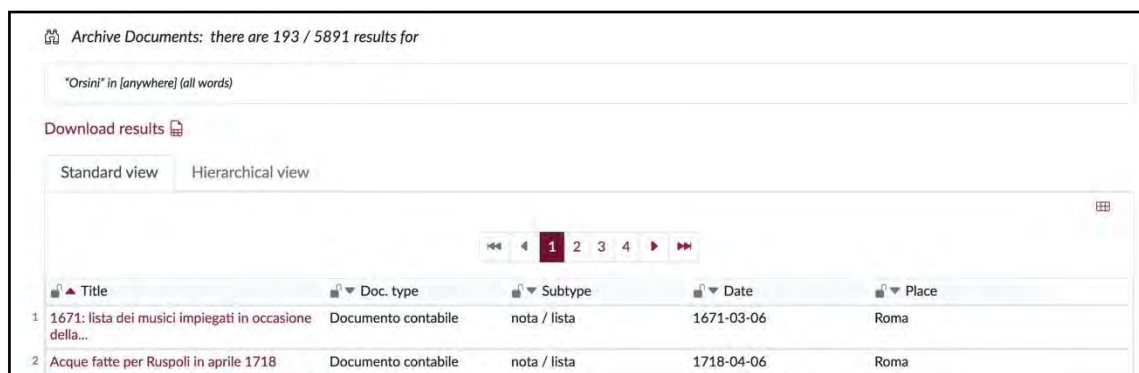 Archive Documents: there are 193 / 5891 results for
"Orsini" in [anywhere] (all words)
Download results
Standard view Hierarchical view
1 2 3 4
Title Doc. type Subtype Date Place
1 1671: lista dei musici impiegati in occasione della... Documento contabile nota / lista 1671-03-06 Roma
2 Acque fatte per Ruspoli in aprile 1718 Documento contabile nota / lista 1718-04-06 Roma